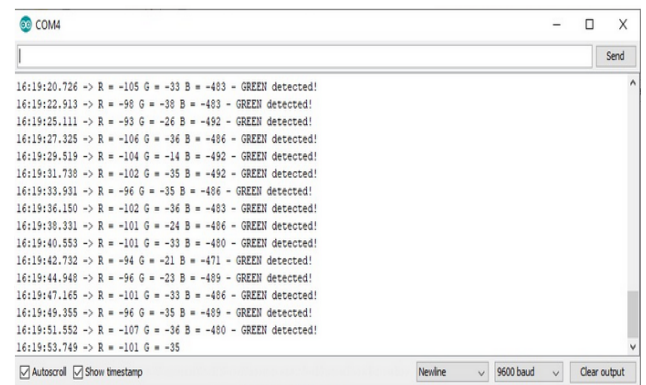 COM4
Send
16:19:20.726 -> R = -105 G = -33 B = -483 - GREEN detected!
16:19:22.913 -> R = -98 G = -38 B = -483 - GREEN detected!
16:19:25.111 -> R = -93 G = -26 B = -492 - GREEN detected!
16:19:27.325 -> R = -106 G = -36 B = -486 - GREEN detected!
16:19:29.519 -> R = -104 G = -14 B = -492 - GREEN detected!
16:19:31.738 -> R = -102 G = -35 B = -492 - GREEN detected!
16:19:33.931 -> R = -96 G = -35 B = -486 - GREEN detected!
16:19:36.150 -> R = -102 G = -36 B = -483 - GREEN detected!
16:19:38.331 -> R = -101 G = -24 B = -486 - GREEN detected!
16:19:40.553 -> R = -101 G = -33 B = -480 - GREEN detected!
16:19:42.732 -> R = -94 G = -21 B = -471 - GREEN detected!
16:19:44.948 -> R = -96 G = -23 B = -489 - GREEN detected!
16:19:47.165 -> R = -101 G = -33 B = -486 - GREEN detected!
16:19:49.355 -> R = -96 G = -35 B = -489 - GREEN detected!
16:19:51.552 -> R = -107 G = -36 B = -480 - GREEN detected!
16:19:53.749 -> R = -101 G = -35
Autoscroll Show timestamp Newline 9600 baud Clear output